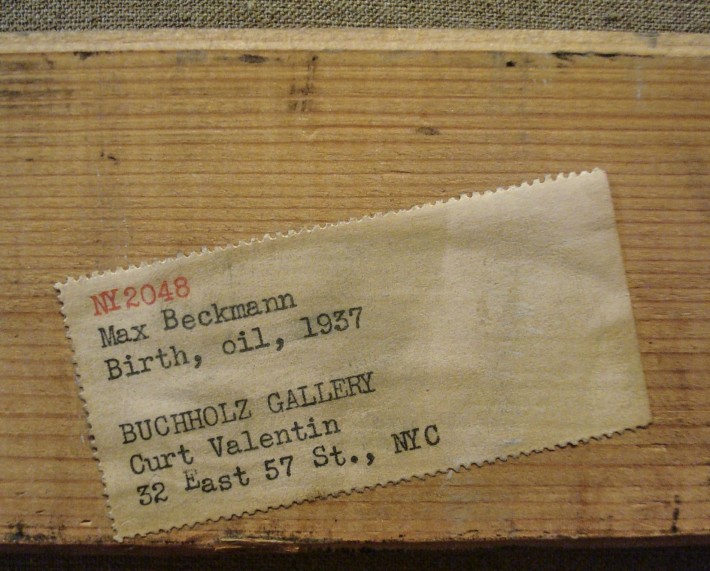 NY2048
Max Beckmann
Birth, oil, 1937
BUCHHOLZ GALLERY
Curt Valentin
32 East 57 St., NYC